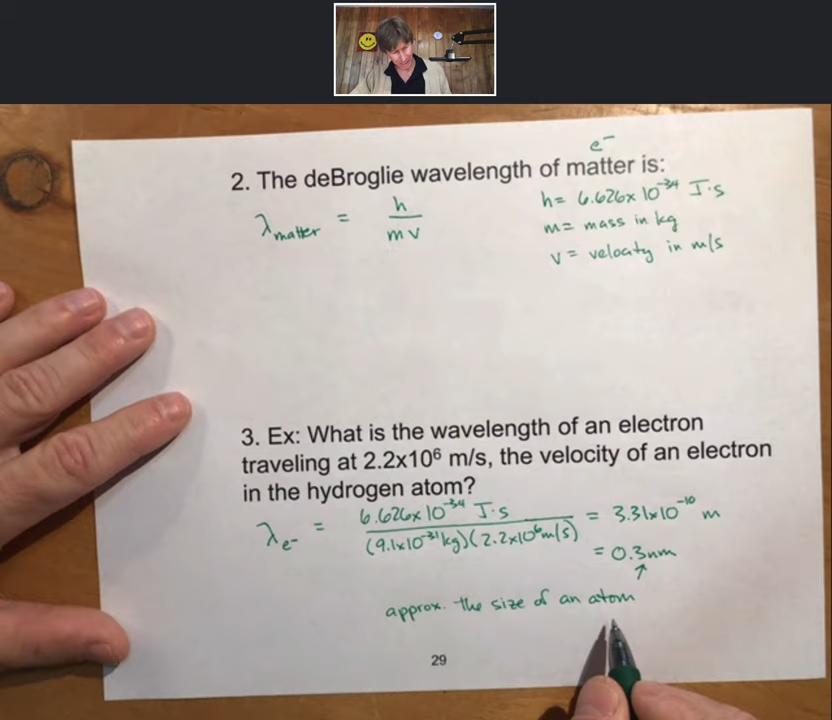 e⁻
2. The deBroglie wavelength of matter is:
λmatter = h / mv
h = 6.626x10⁻³⁴ J·s
m = mass in kg
v = velocity in m/s
3. Ex: What is the wavelength of an electron
traveling at 2.2x10⁶ m/s, the velocity of an electron
in the hydrogen atom?
λe⁻ = 6.626x10⁻³⁴ J·s / (9.1x10⁻³¹kg)(2.2x10⁶m/s) = 3.31x10⁻¹⁰ m
= 0.3nm
↑
approx. the size of an atom
29